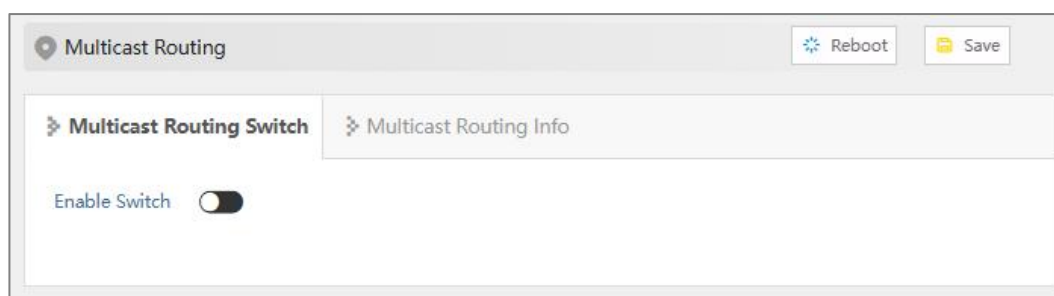 Multicast Routing Reboot Save
Multicast Routing Switch Multicast Routing Info
Enable Switch